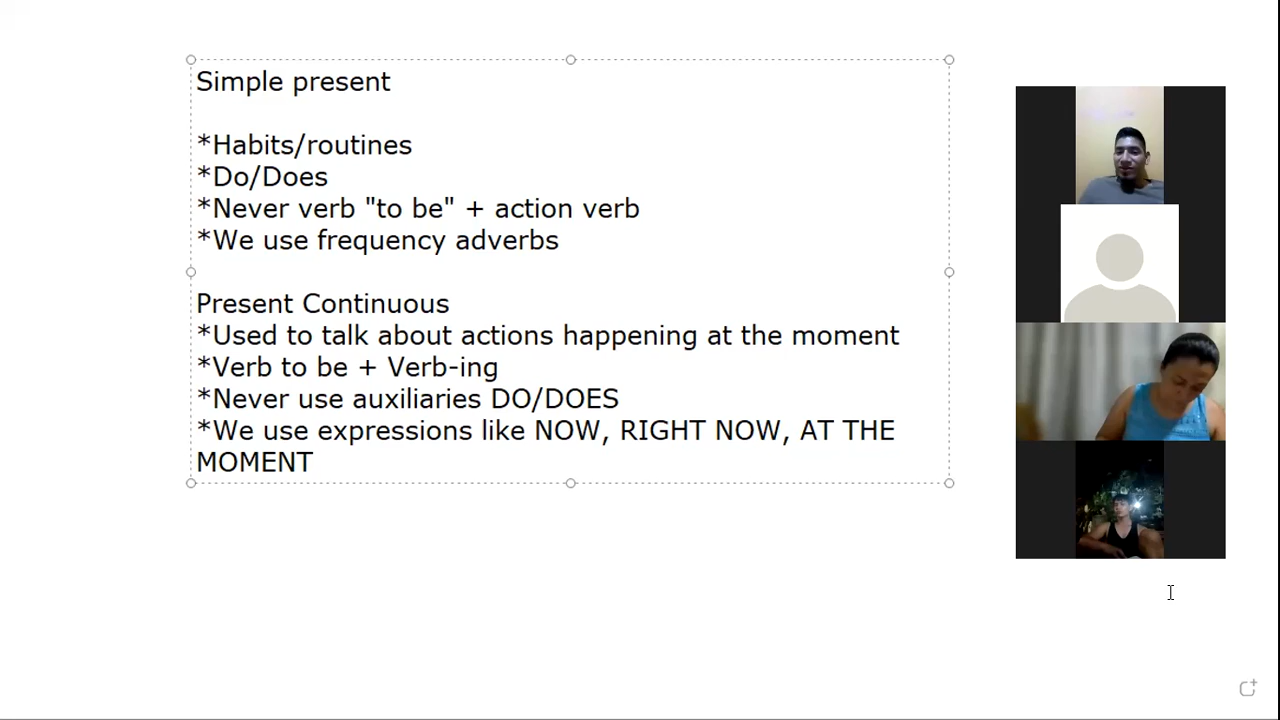 Simple present
*Habits/routines
*Do/Does
*Never verb "to be" + action verb
*We use frequency adverbs
Present Continuous
*Used to talk about actions happening at the moment
*Verb to be + Verb-ing
*Never use auxiliaries DO/DOES
*We use expressions like NOW, RIGHT NOW, AT THE
MOMENT